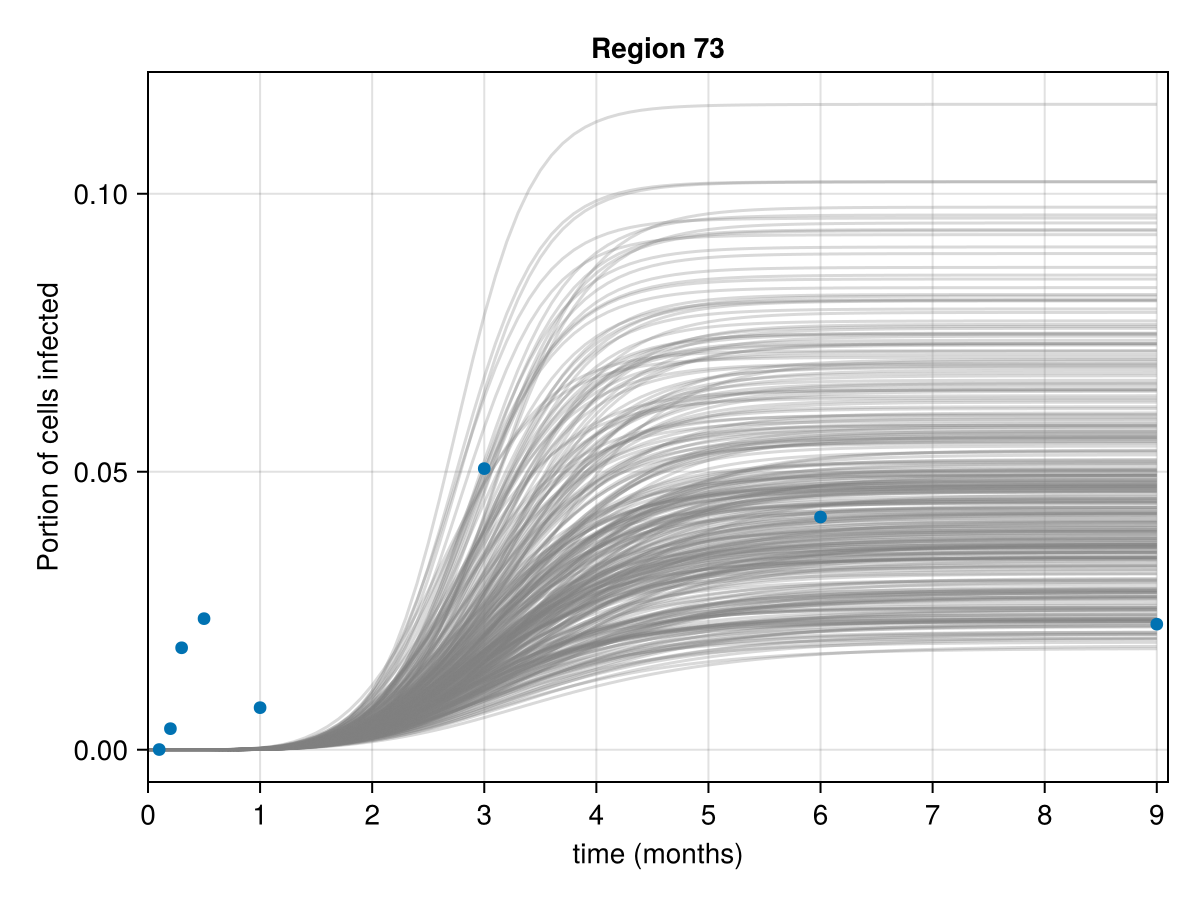 Region 73
Portion of cells infected
0.10
0.05
0.00
0 1 2 3 4 5 6 7 8 9
time (months)